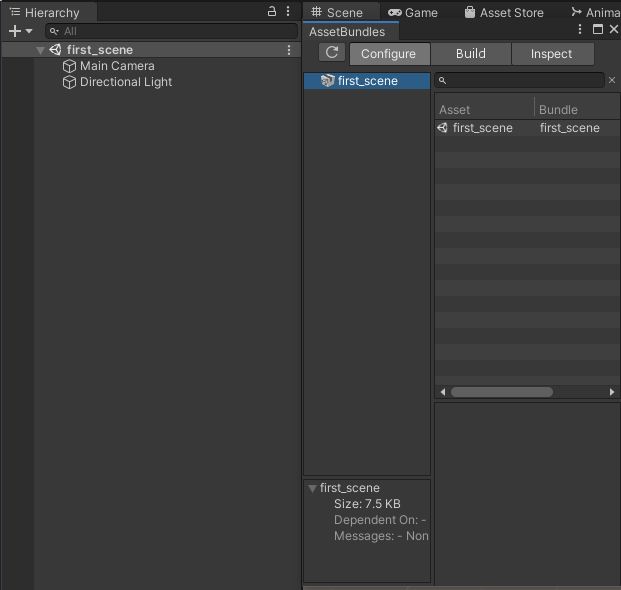 Hierarchy
All
first_scene
Main Camera
Directional Light
Scene
Game
Asset Store
Anima
AssetBundles
Configure
Build
Inspect
first_scene
Asset
Bundle
first_scene
first_scene
first_scene
Size: 7.5 KB
Dependent On: -
Messages: - Non